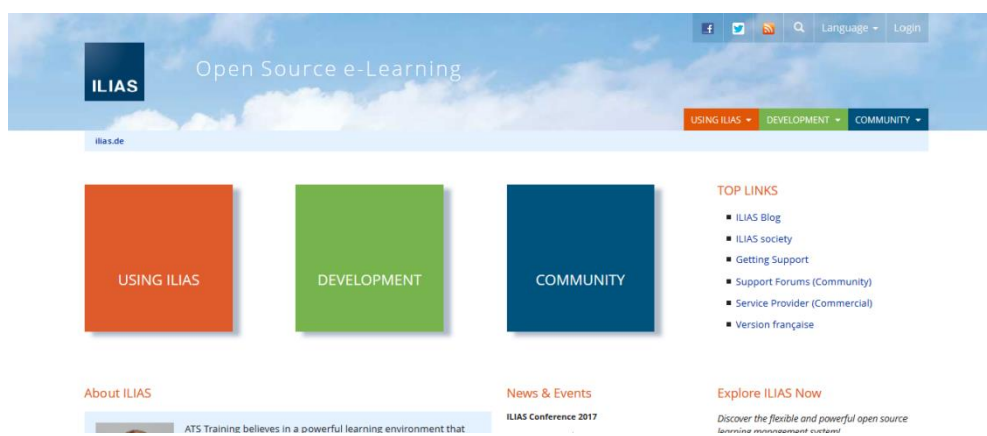 Language
Login
ILIAS
Open Source e-Learning
USING ILIAS
DEVELOPMENT
COMMUNITY
ilias.de
USING ILIAS
DEVELOPMENT
COMMUNITY
TOP LINKS
ILIAS Blog
ILIAS society
Getting Support
Support Forums (Community)
Service Provider (Commercial)
Version française
About ILIAS
ATS Training believes in a powerful learning environment that
News & Events
ILIAS Conference 2017
Explore ILIAS Now
Discover the flexible and powerful open source
learning management system!